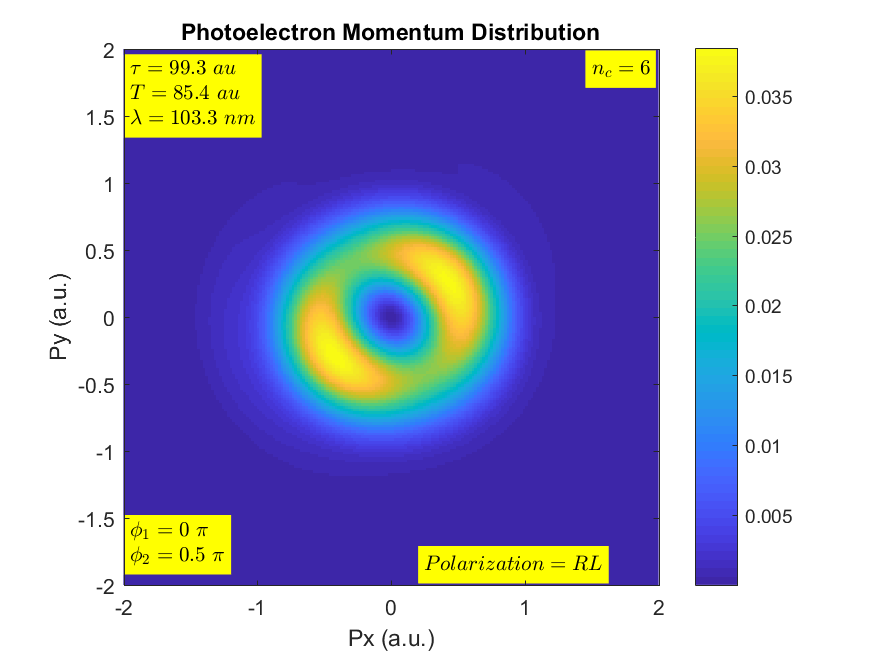 Photoelectron Momentum Distribution
τ = 99.3 au
T = 85.4 au
λ = 103.3 nm
n_c = 6
ϕ_1 = 0 π
ϕ_2 = 0.5 π
Polarization = RL
2
1.5
1
0.5
0
-0.5
-1
-1.5
-2
Py (a.u.)
-2 -1 0 1 2
Px (a.u.)
0.035
0.03
0.025
0.02
0.015
0.01
0.005